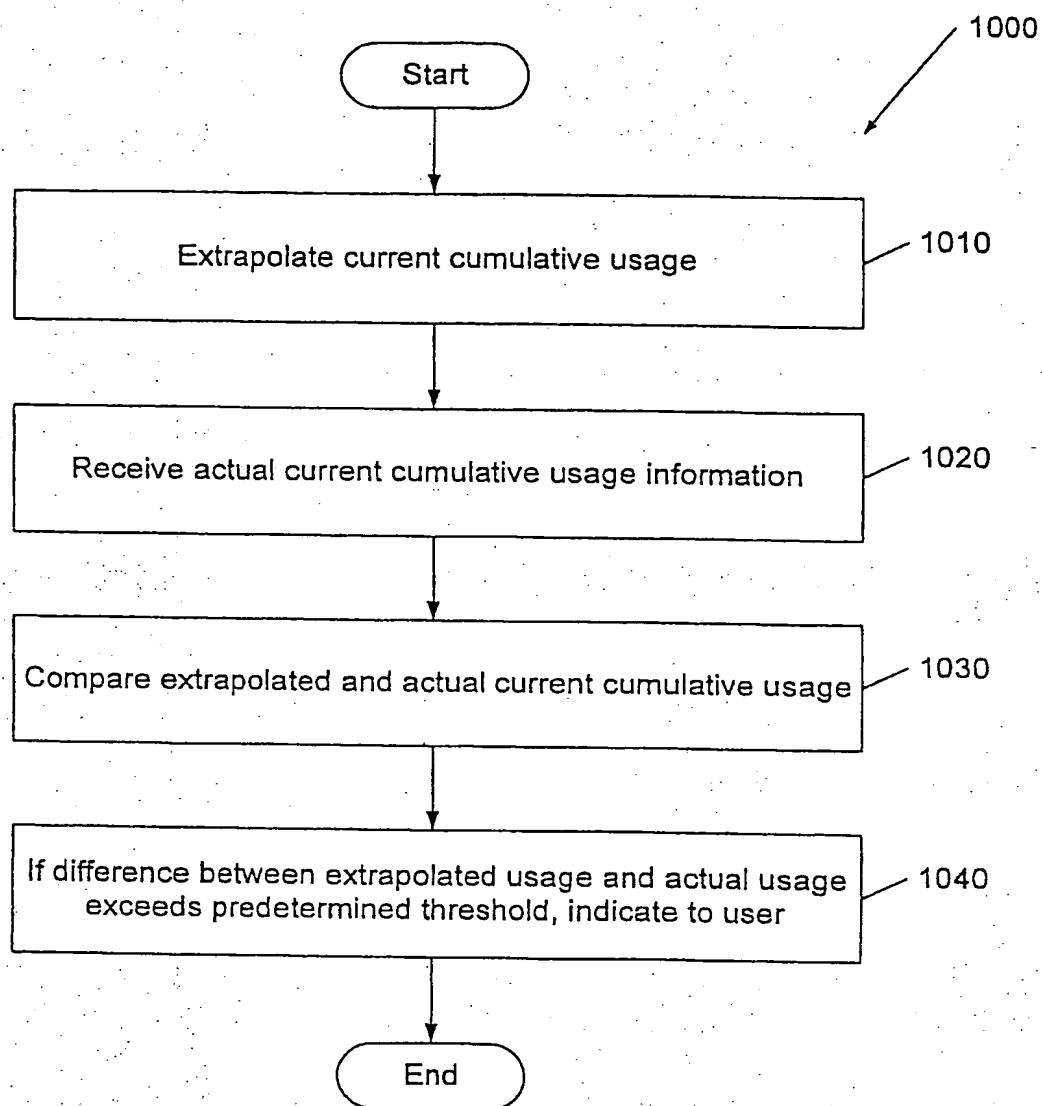 1000
Start
Extrapolate current cumulative usage
1010
Receive actual current cumulative usage information
1020
Compare extrapolated and actual current cumulative usage
1030
If difference between extrapolated usage and actual usage
exceeds predetermined threshold, indicate to user
1040
End